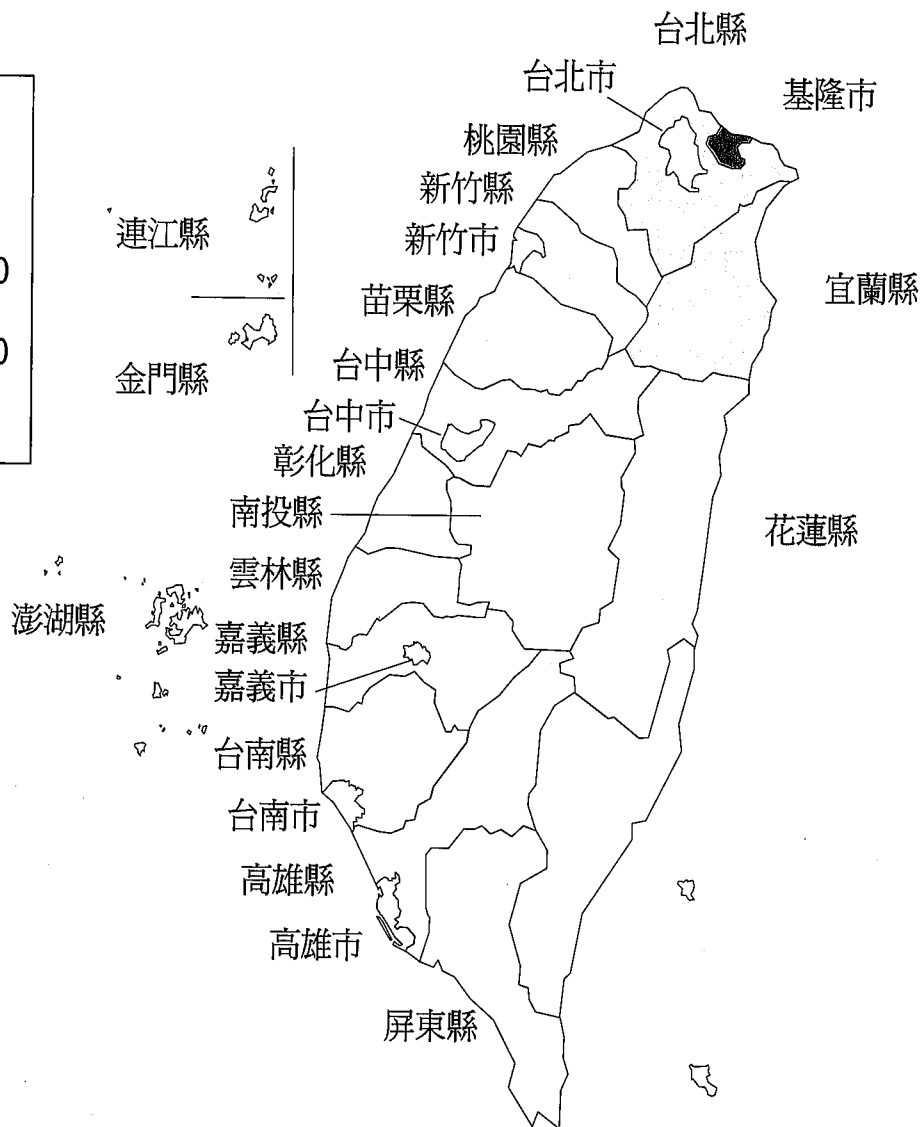 台北縣
台北市
基隆市
桃園縣
新竹縣
連江縣
新竹市
0
宜蘭縣
苗栗縣
0
台中縣
金門縣
台中市
彰化縣
南投縣
花蓮縣
雲林縣
澎湖縣
嘉義縣
嘉義市
台南縣
台南市
高雄縣
高雄市
屏東縣